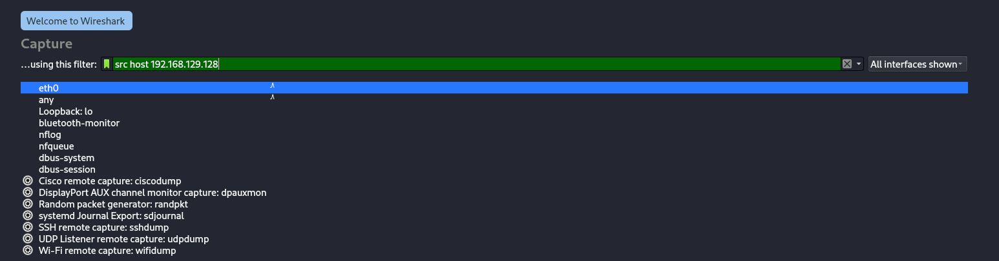 Welcome to Wireshark
Capture
...using this filter: src host 192.168.129.128 All interfaces shown
eth0
any
Loopback: lo
bluetooth-monitor
nflog
nfqueue
dbus-system
dbus-session
Cisco remote capture: ciscodump
DisplayPort AUX channel monitor capture: dpauxmon
Random packet generator: randpkt
systemd Journal Export: sdjournal
SSH remote capture: sshdump
UDP Listener remote capture: udpdump
Wi-Fi remote capture: wifidump